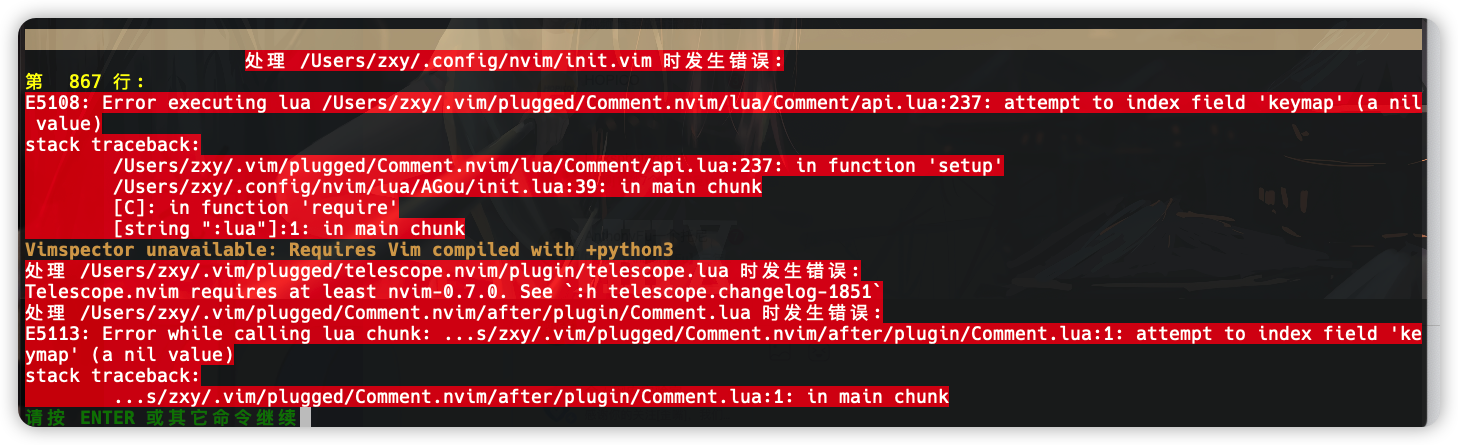 处理 /Users/zxy/.config/nvim/init.vim 时发生错误:
第  867 行:
E5108: Error executing lua /Users/zxy/.vim/plugged/Comment.nvim/lua/Comment/api.lua:237: attempt to index field 'keymap' (a nil
 value)
stack traceback:
        /Users/zxy/.vim/plugged/Comment.nvim/lua/Comment/api.lua:237: in function 'setup'
        /Users/zxy/.config/nvim/lua/AGou/init.lua:39: in main chunk
        [C]: in function 'require'
        [string ":lua"]:1: in main chunk
Vimspector unavailable: Requires Vim compiled with +python3
处理 /Users/zxy/.vim/plugged/telescope.nvim/plugin/telescope.lua 时发生错误:
Telescope.nvim requires at least nvim-0.7.0. See `:h telescope.changelog-1851`
处理 /Users/zxy/.vim/plugged/Comment.nvim/after/plugin/Comment.lua 时发生错误:
E5113: Error while calling lua chunk: ...s/zxy/.vim/plugged/Comment.nvim/after/plugin/Comment.lua:1: attempt to index field 'ke
ymap' (a nil value)
stack traceback:
        ...s/zxy/.vim/plugged/Comment.nvim/after/plugin/Comment.lua:1: in main chunk
请按 ENTER 或其它命令继续